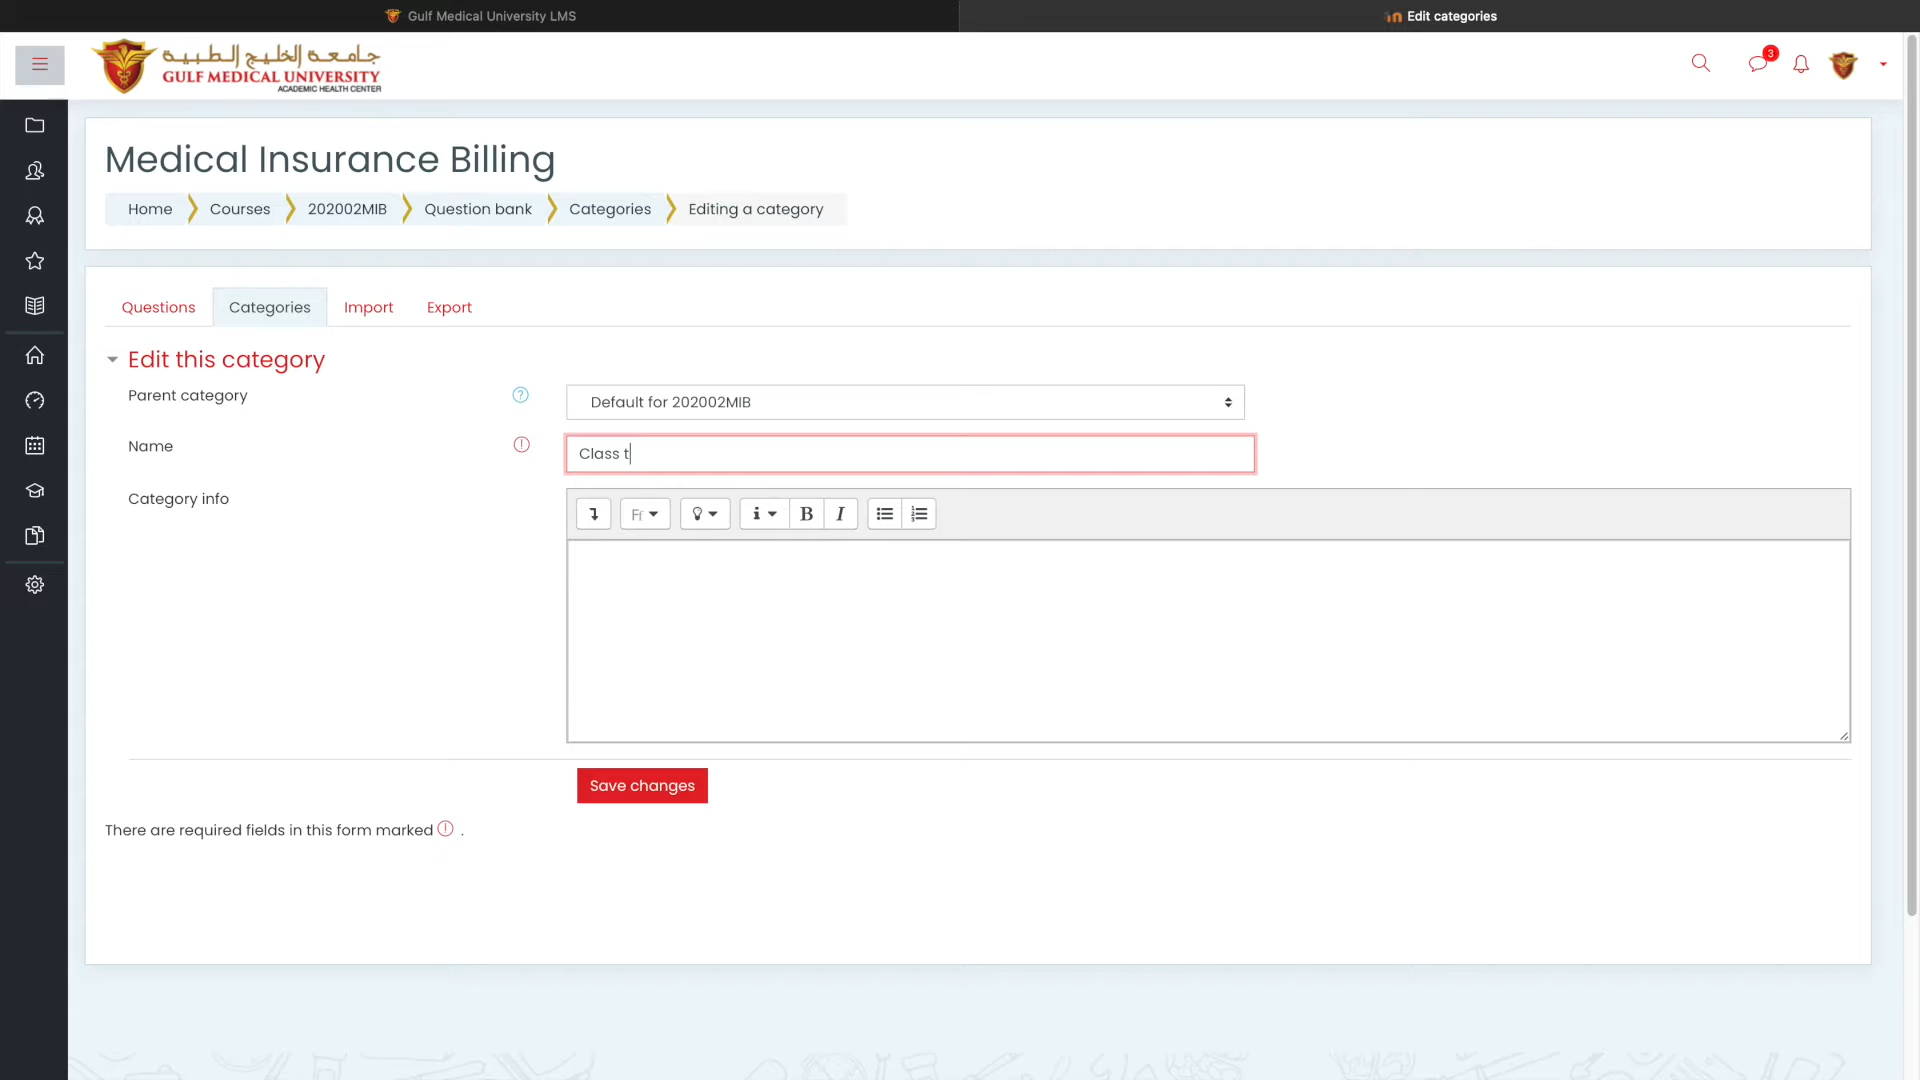 Gulf Medical University LMS
Edit categories
جامعة الخليج الطبية
GULF MEDICAL UNIVERSITY
ACADEMIC HEALTH CENTER
3
Medical Insurance Billing
Home Courses 202002MIB Question bank Categories Editing a category
Questions Categories Import Export
Edit this category
Parent category
Default for 202002MIB
Name
Class t
Category info
Save changes
There are required fields in this form marked .